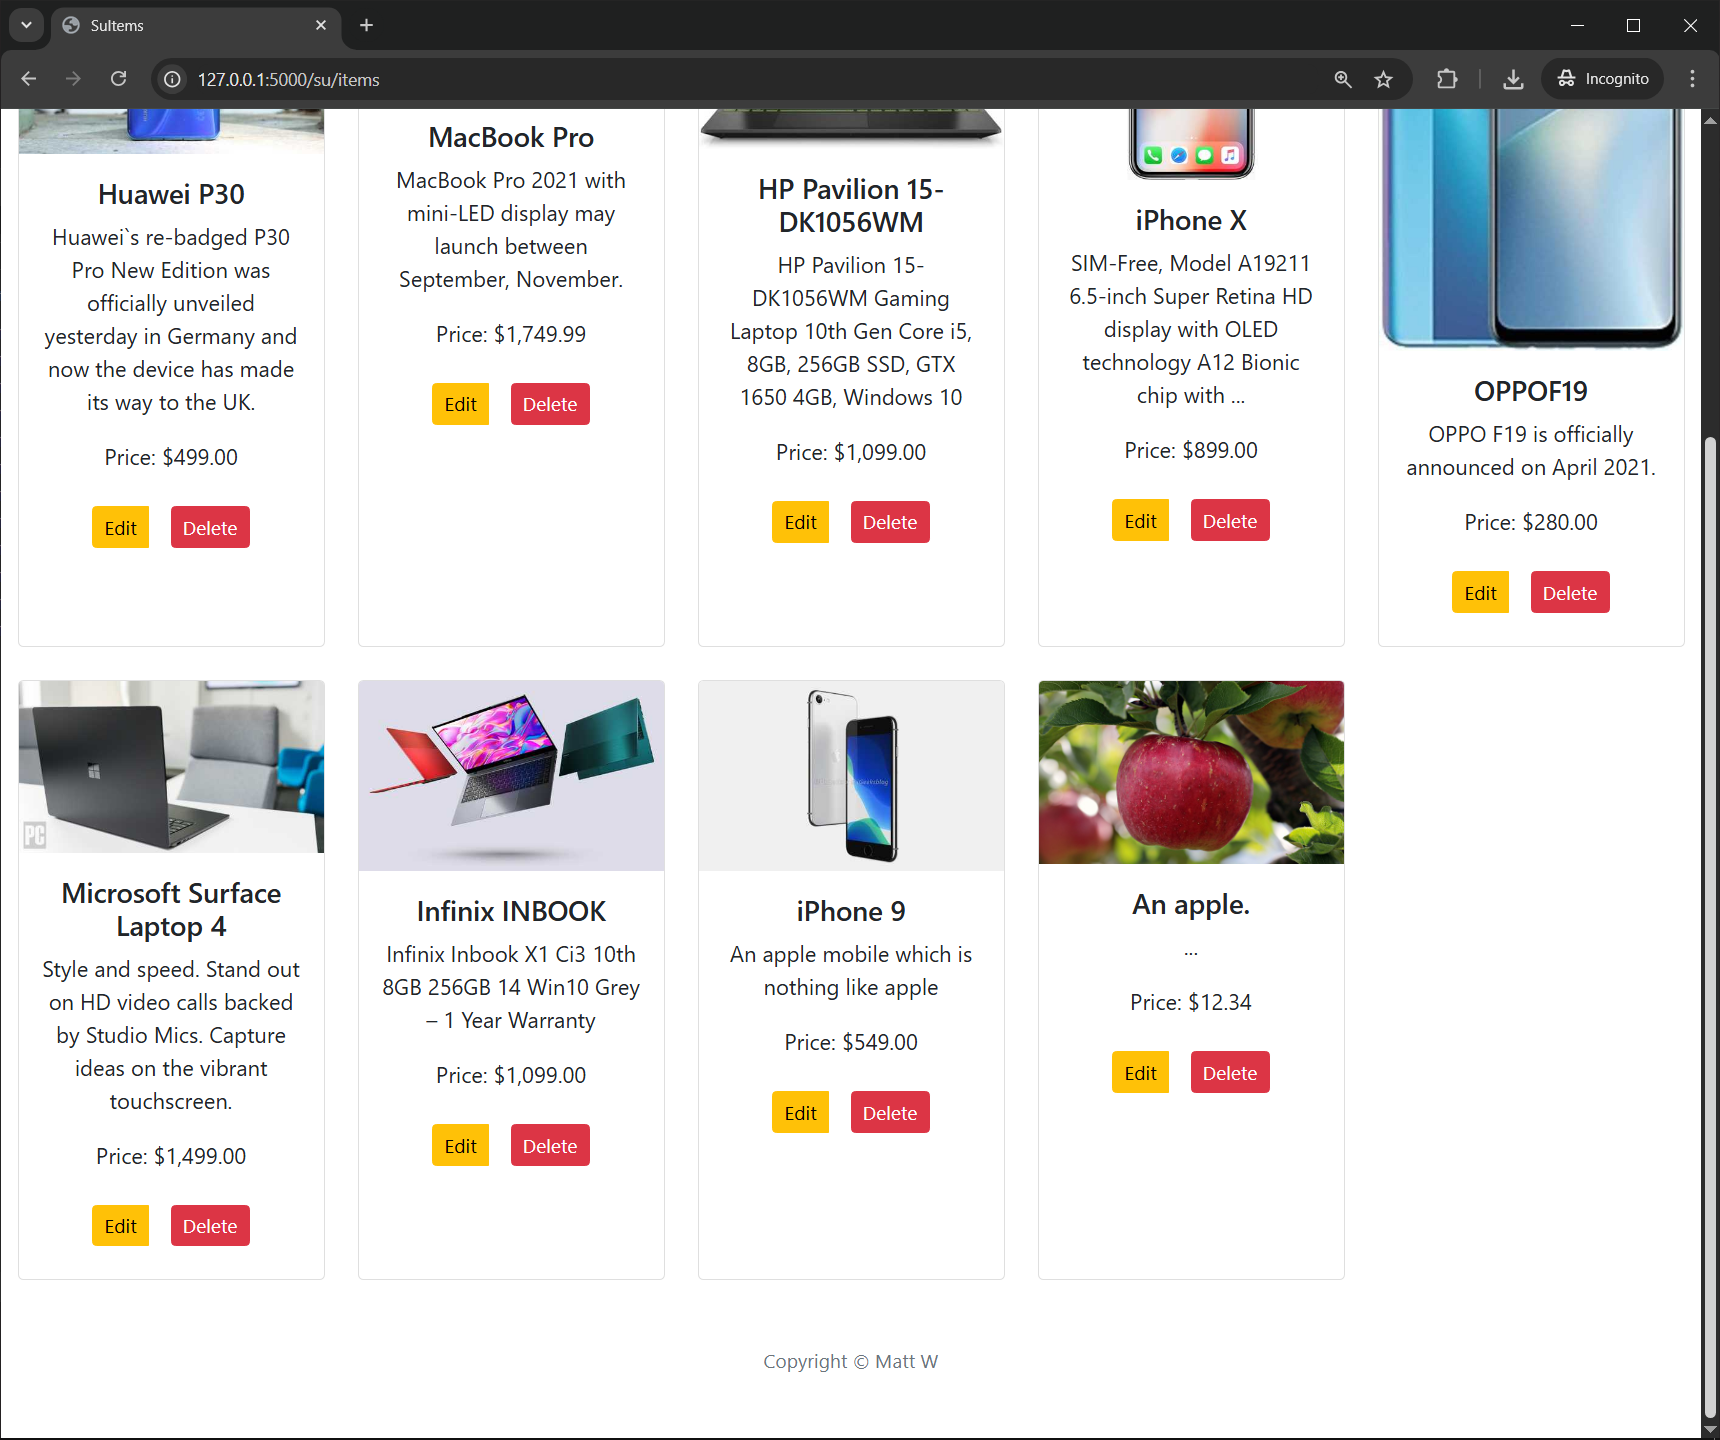 SuItems
127.0.0.1:5000/su/items
Incognito
Huawei P30
Huawei`s re-badged P30
Pro New Edition was
officially unveiled
yesterday in Germany and
now the device has made
its way to the UK.
Price: $499.00
Edit
Delete
MacBook Pro
MacBook Pro 2021 with
mini-LED display may
launch between
September, November.
Price: $1,749.99
Edit
Delete
HP Pavilion 15-
DK1056WM
HP Pavilion 15-
DK1056WM Gaming
Laptop 10th Gen Core i5,
8GB, 256GB SSD, GTX
1650 4GB, Windows 10
Price: $1,099.00
Edit
Delete
iPhone X
SIM-Free, Model A19211
6.5-inch Super Retina HD
display with OLED
technology A12 Bionic
chip with ...
Price: $899.00
Edit
Delete
OPPOF19
OPPO F19 is officially
announced on April 2021.
Price: $280.00
Edit
Delete
PC
Microsoft Surface
Laptop 4
Style and speed. Stand out
on HD video calls backed
by Studio Mics. Capture
ideas on the vibrant
touchscreen.
Price: $1,499.00
Edit
Delete
Infinix INBOOK
Infinix Inbook X1 Ci3 10th
8GB 256GB 14 Win10 Grey
– 1 Year Warranty
Price: $1,099.00
Edit
Delete
iPhone 9
An apple mobile which is
nothing like apple
Price: $549.00
Edit
Delete
An apple.
...
Price: $12.34
Edit
Delete
Copyright © Matt W